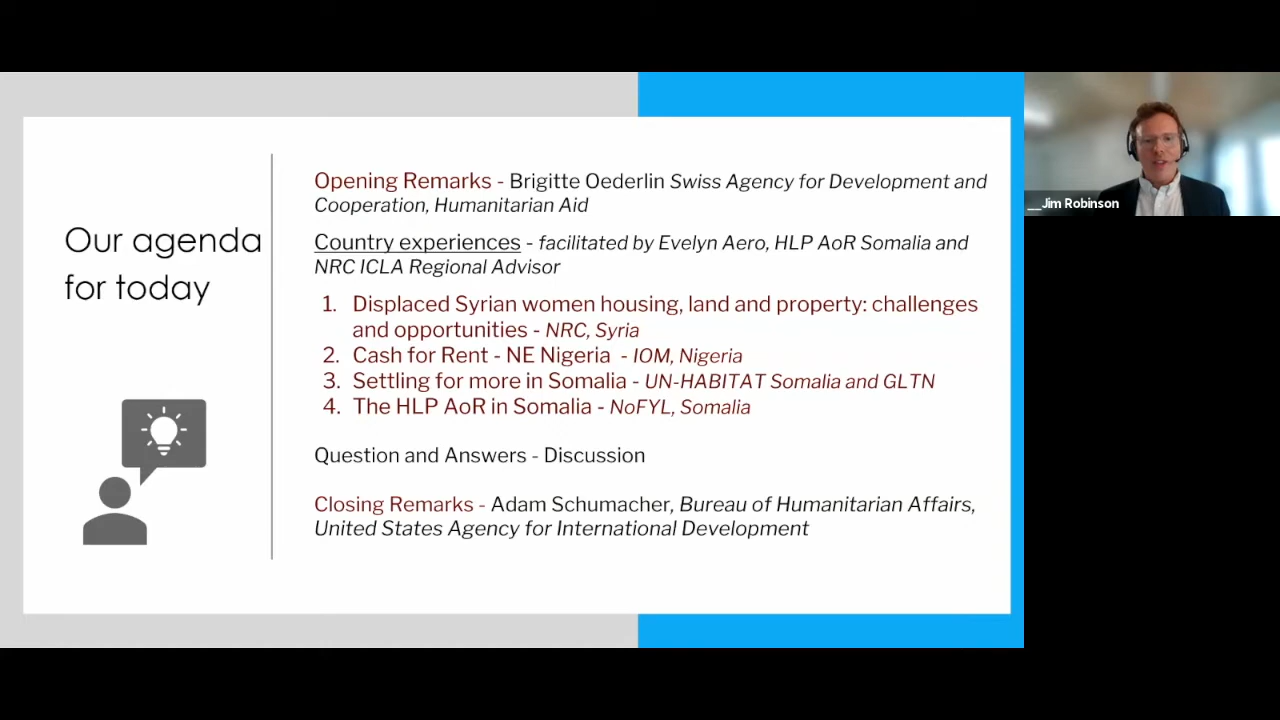 Our agenda
for today
Opening Remarks - Brigitte Oederlin Swiss Agency for Development and
Cooperation, Humanitarian Aid
Country experiences - facilitated by Evelyn Aero, HLP AoR Somalia and
NRC ICLA Regional Advisor
1. Displaced Syrian women housing, land and property: challenges
and opportunities - NRC, Syria
2. Cash for Rent - NE Nigeria - IOM, Nigeria
3. Settling for more in Somalia - UN-HABITAT Somalia and GLTN
4. The HLP AoR in Somalia - NoFYL, Somalia
Question and Answers - Discussion
Closing Remarks - Adam Schumacher, Bureau of Humanitarian Affairs,
United States Agency for International Development
__Jim Robinson